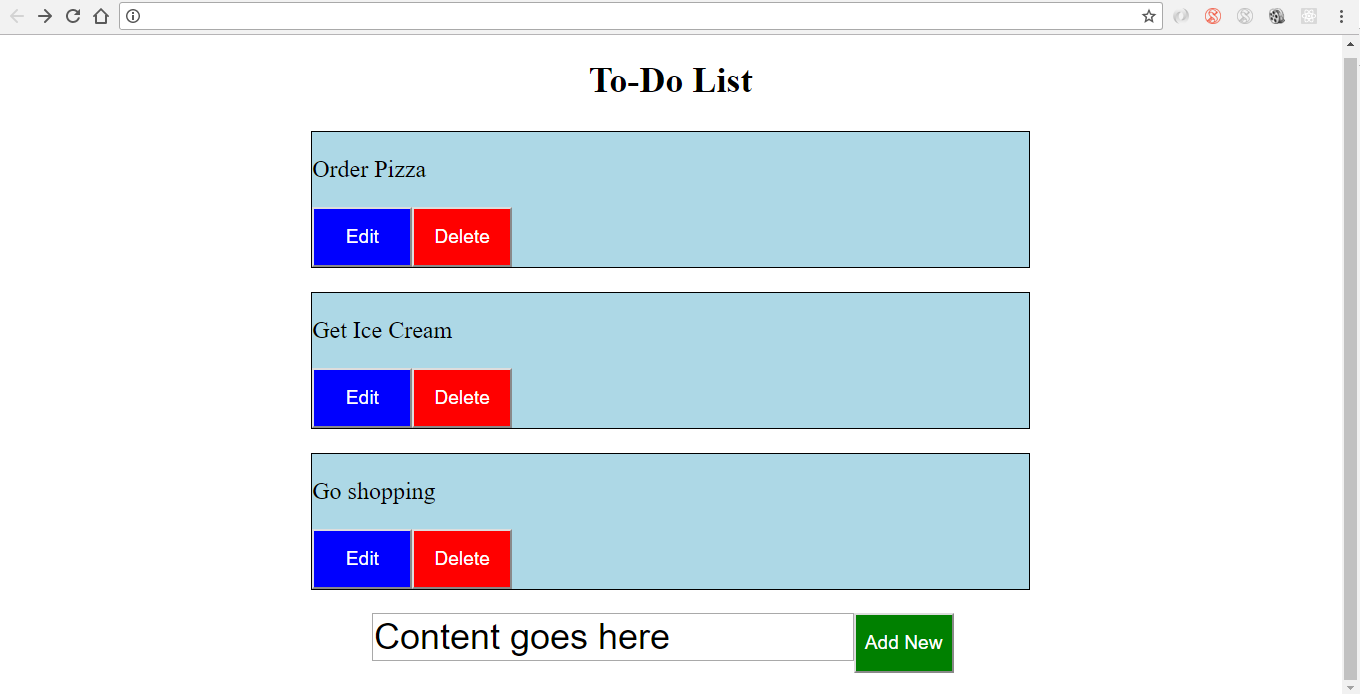 To-Do List
Order Pizza
Edit Delete
Get Ice Cream
Edit Delete
Go shopping
Edit Delete
Content goes here Add New